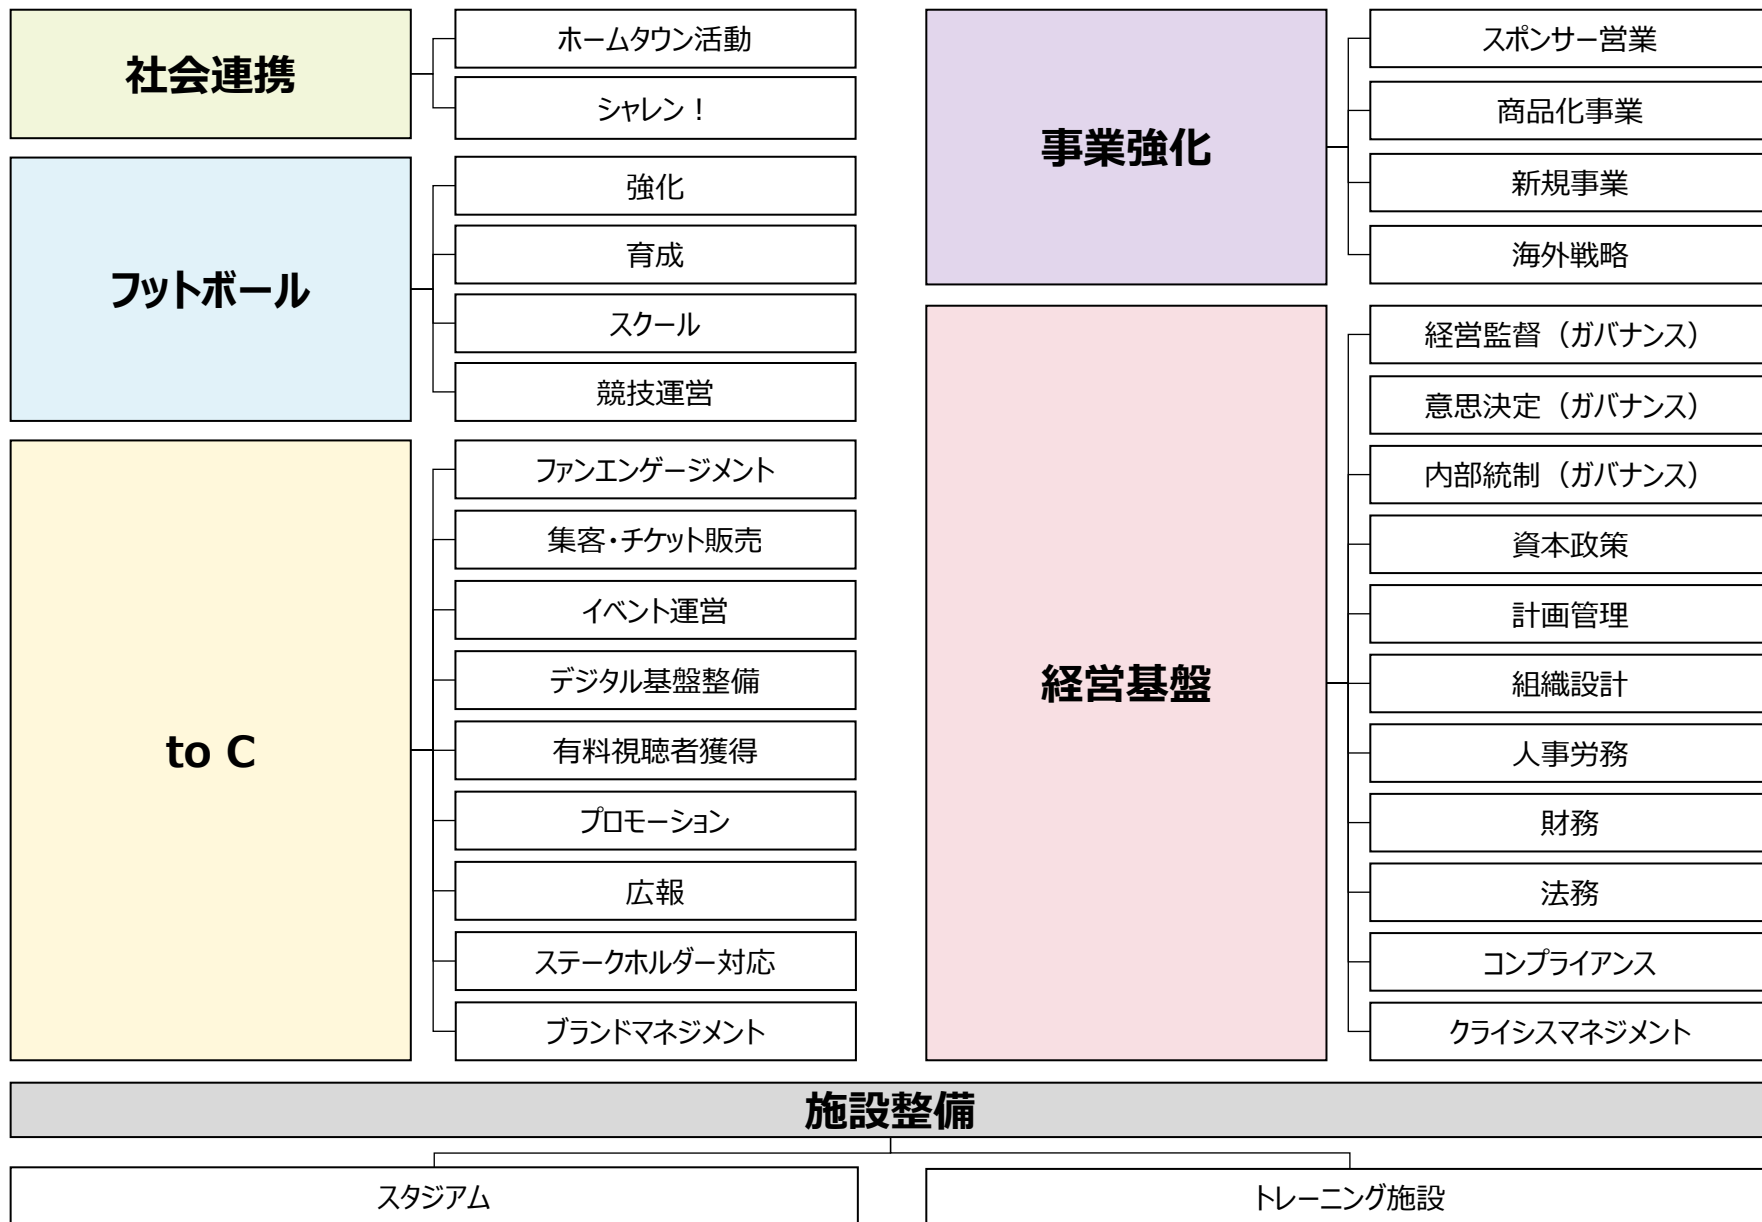 社会連携
ホームタウン活動
シャレン！
フットボール
強化
育成
スクール
競技運営
to C
ファンエンゲージメント
集客・チケット販売
イベント運営
デジタル基盤整備
有料視聴者獲得
プロモーション
広報
ステークホルダー対応
ブランドマネジメント
事業強化
スポンサー営業
商品化事業
新規事業
海外戦略
経営基盤
経営監督（ガバナンス）
意思決定（ガバナンス）
内部統制（ガバナンス）
資本政策
計画管理
組織設計
人事労務
財務
法務
コンプライアンス
クライシスマネジメント
施設整備
スタジアム
トレーニング施設